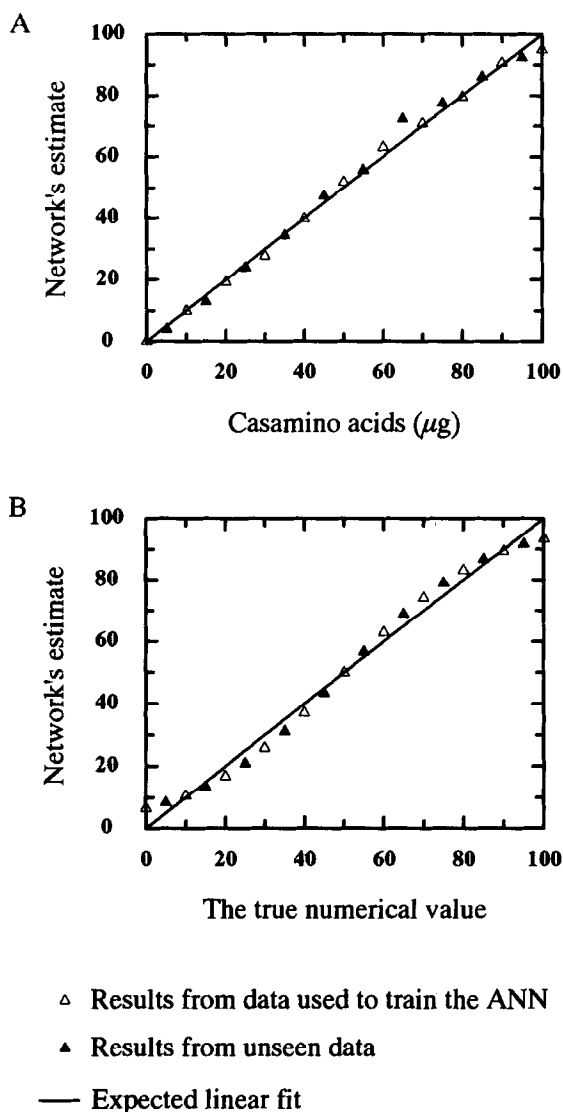 A
100
80
60
40
20
0
Network's estimate
0 20 40 60 80 100
Casamino acids (μg)
B
100
80
60
40
20
0
Network's estimate
0 20 40 60 80 100
The true numerical value
△ Results from data used to train the ANN
▲ Results from unseen data
— Expected linear fit